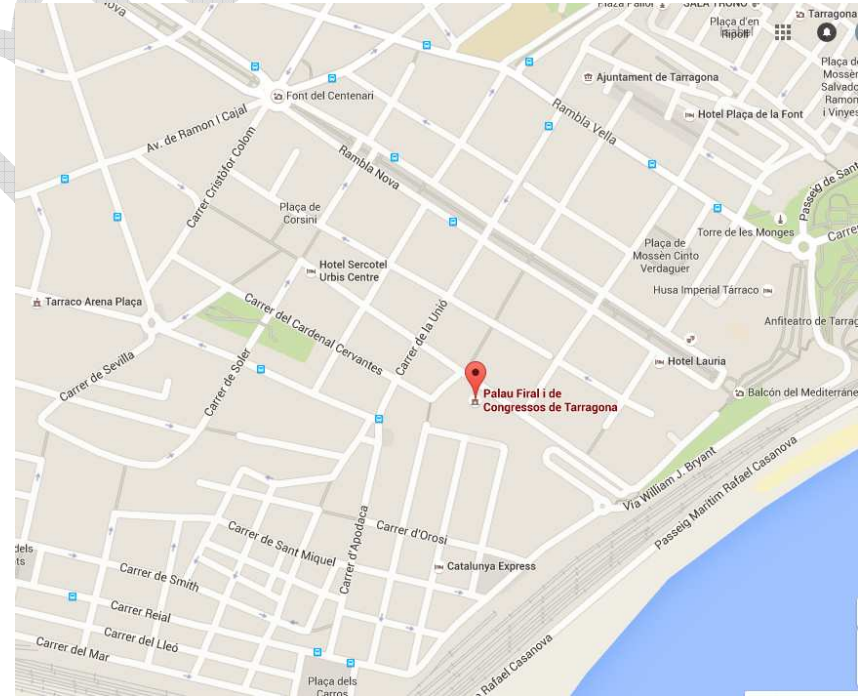 SALA TRONO
Plaça d'en
Tarragona
Ajuntament de Tarragona
Plaça de
Mossèn
Salvador
Ramon
i Vinyes
Hotel Plaça de la Font
Font del Centenari
Av. de Ramon I Cajal
Rambla Vella
Rambla Nova
Carrer Cristòfor Colom
Passeig de Sant
Plaça de
Corsini
Torre de les Monges
Carrer
Plaça de
Mossèn Cinto
Verdaguer
Hotel Sercotel
Urbis Centre
Husa Imperial Tárraco
Tarraco Arena Plaça
Carrer del Cardenal Cervantes
Carrer de la Unió
Anfiteatro de Tarrag
Carrer de Sevilla
Carrer de Soler
Hotel Lauria
Palau Firal i de
Congressos de Tarragona
Balcón del Mediterráne
Via William J. Bryant
Passeig Marítim Rafael Casanova
Carrer d'Apodaca
Carrer d'Orosi
Carrer de Sant Miquel
Catalunya Express
dels
ts
Carrer de Smith
Carrer Reial
Carrer del Lleó
Carrer del Mar
Plaça dels
Carros
Rafael Casanova